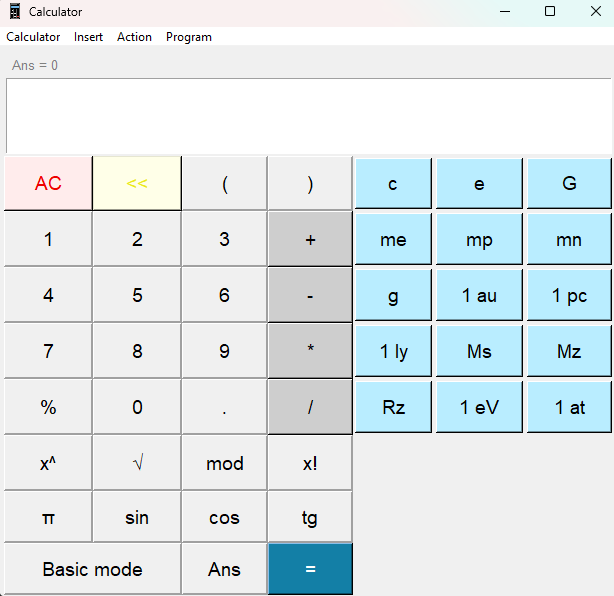 Calculator
Calculator Insert Action Program
Ans = 0
AC << ( ) c e G
1 2 3 + me mp mn
4 5 6 - g 1 au 1 pc
7 8 9 * 1 ly Ms Mz
% 0 . / Rz 1 eV 1 at
x^ √ mod x!
π sin cos tg
Basic mode Ans =